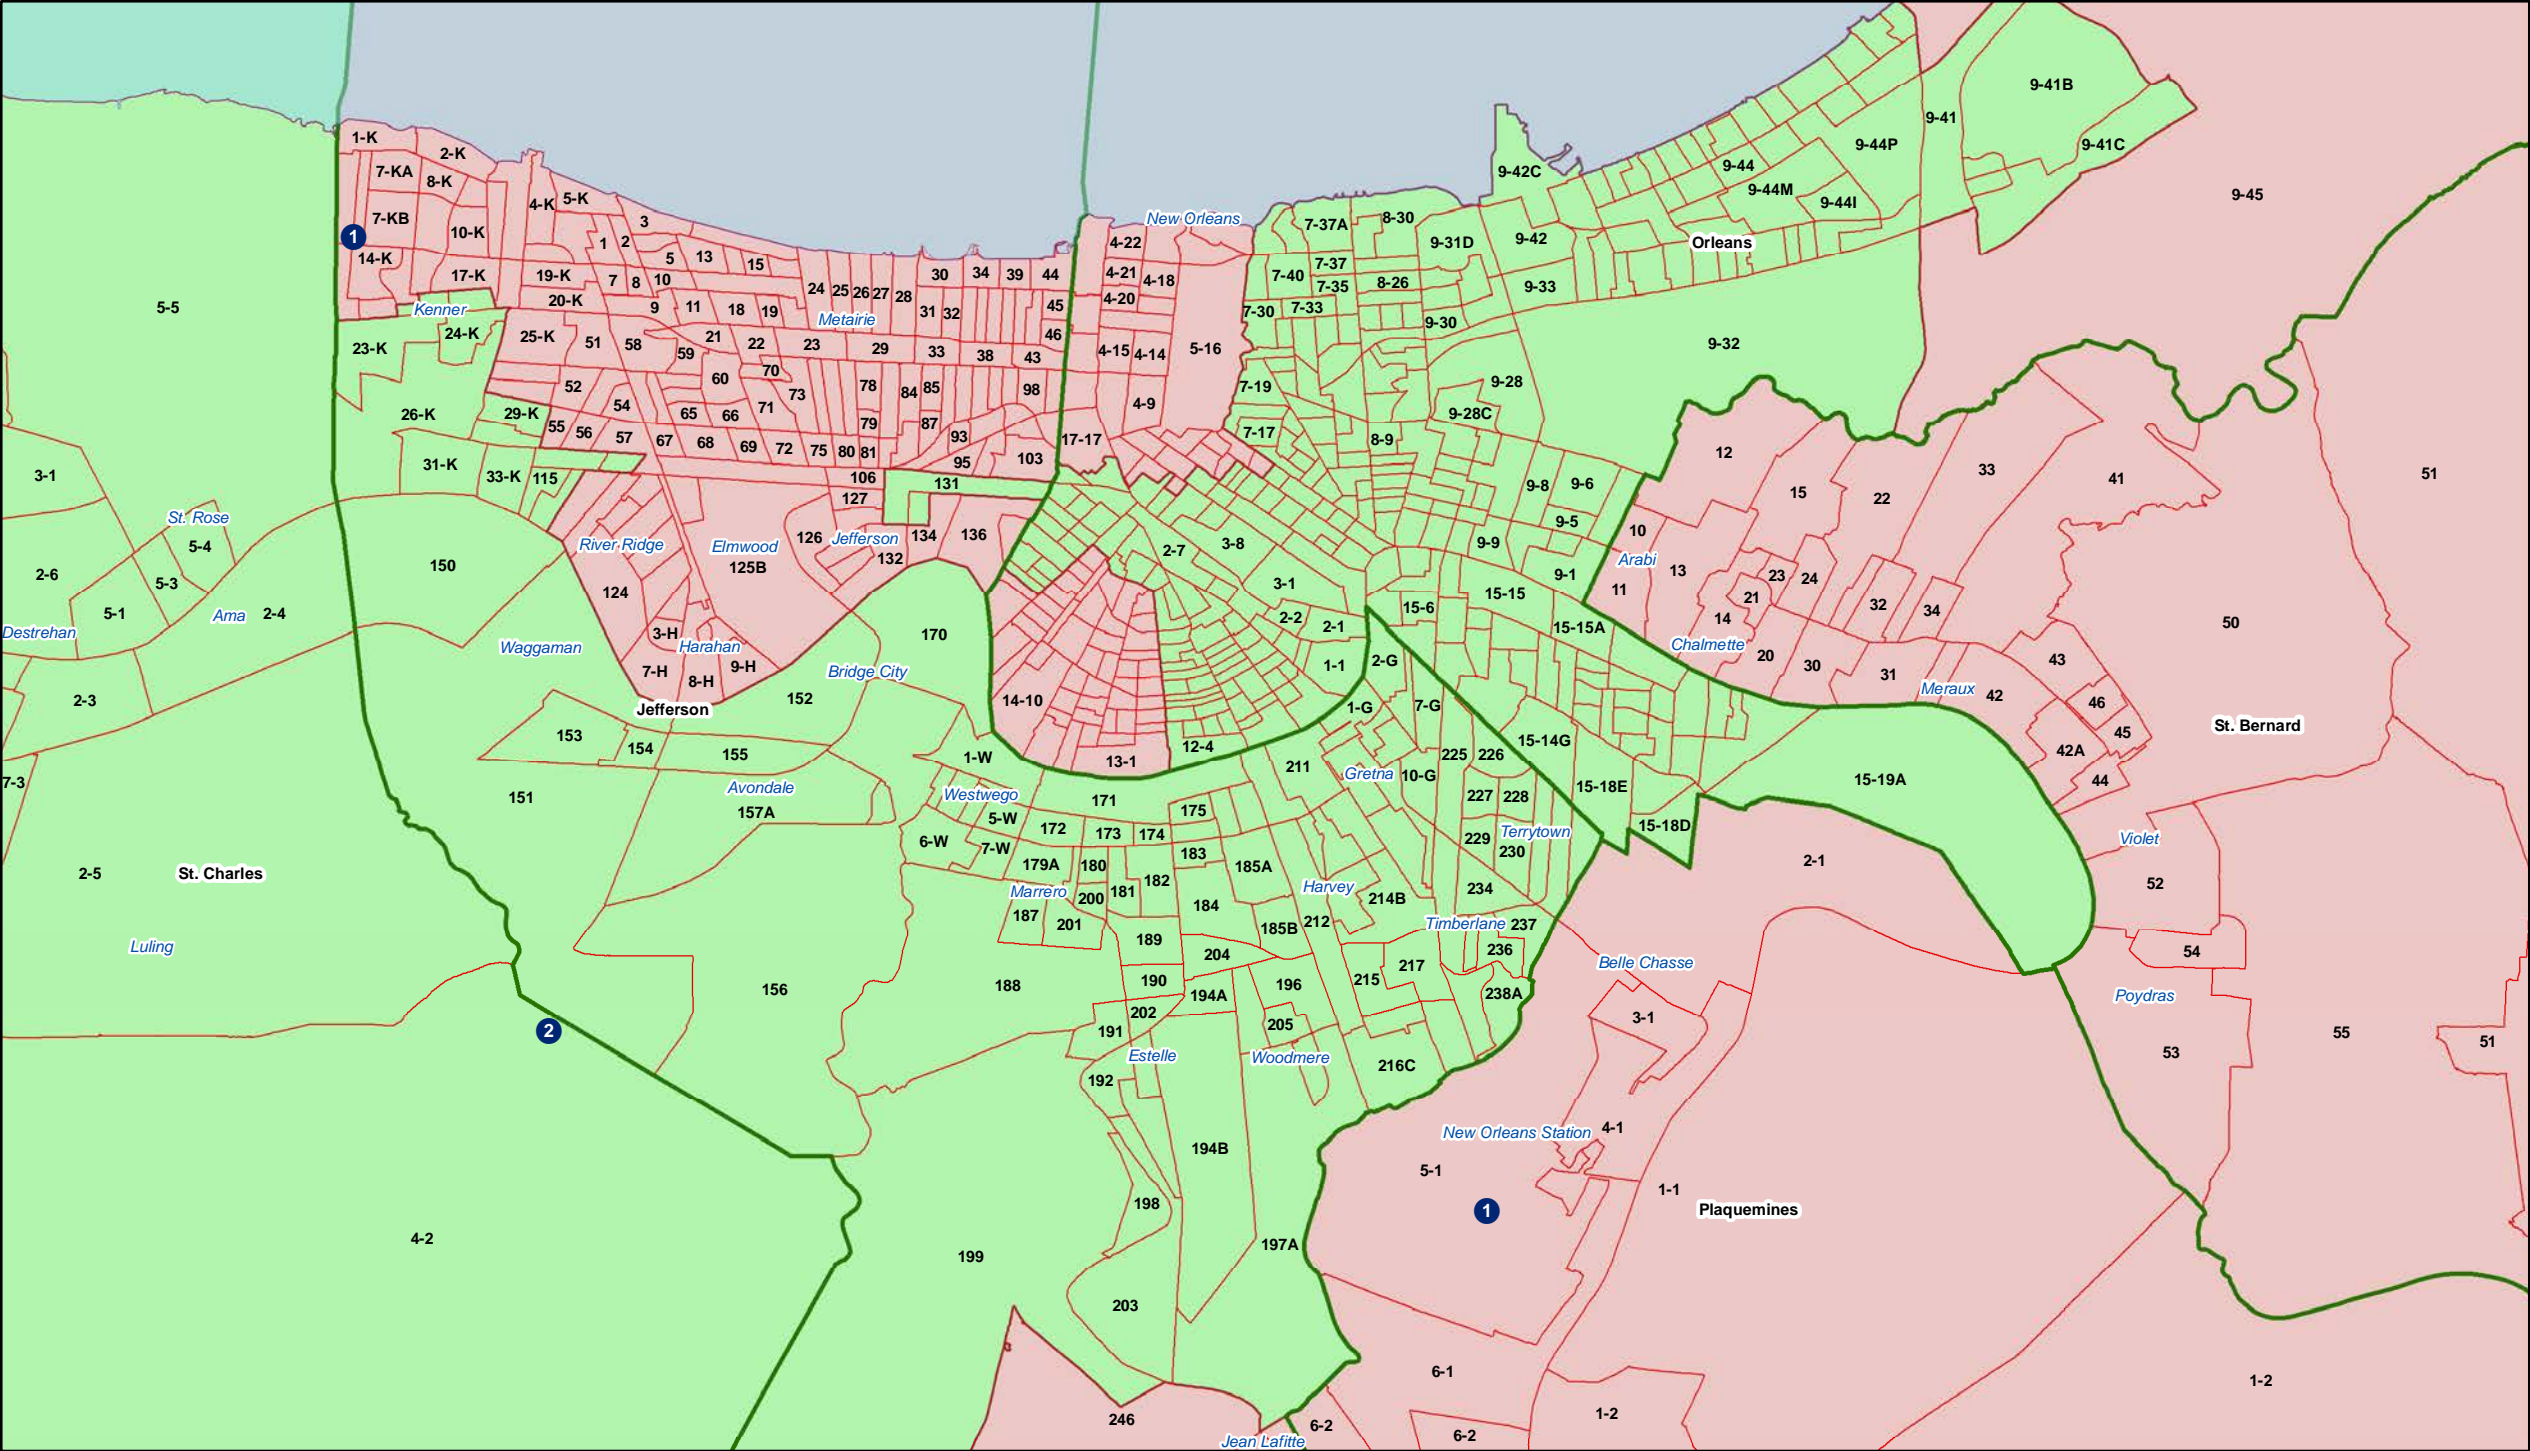 1-K
2-K
7-KA
8-K
4-K
5-K
7-KB
10-K
1
14-K
17-K
19-K
20-K
Kenner
23-K
24-K
25-K
26-K
29-K
31-K
33-K
115
3
1
2
5
13
15
7
8
10
9
11
18
19
24
25
26
27
28
30
34
39
44
31
32
45
46
Metairie
51
58
59
21
22
23
29
33
38
43
52
54
60
70
73
78
84
85
98
65
66
71
79
87
55
56
57
67
68
69
72
75
80
81
93
95
103
106
127
131
River Ridge
Elmwood
125B
126
Jefferson
134
132
136
124
3-H
Harahan
7-H
8-H
9-H
Jefferson
New Orleans
4-22
4-21
4-18
4-20
4-15
4-14
5-16
4-9
17-17
7-37A
8-30
9-31D
9-42C
9-42
7-37
7-40
7-35
8-26
9-33
7-30
7-33
9-30
7-19
9-28
9-28C
7-17
8-9
9-44P
9-44
9-44M
9-44I
Orleans
9-41
9-41B
9-41C
9-45
9-32
9-8
9-6
9-5
9-9
9-1
2-7
3-8
3-1
2-2
2-1
1-1
15-6
15-15
15-15A
14-10
13-1
12-4
12
15
22
33
41
51
10
Arabi
11
13
23
24
21
14
32
34
Chalmette
20
30
31
Meraux
42
43
46
45
42A
44
50
St. Bernard
5-5
3-1
St. Rose
5-4
2-6
5-3
5-1
Ama
2-4
Destrehan
2-3
7-3
2-5
St. Charles
Luling
4-2
2
150
Waggaman
170
Bridge City
152
153
154
155
151
Avondale
157A
156
1-W
Westwego
5-W
6-W
7-W
171
172
173
174
175
179A
180
181
182
183
185A
Marrero
187
200
201
184
185B
189
204
188
190
194A
196
202
191
205
Estelle
Woodmere
192
194B
198
197A
199
203
246
Jean Lafitte
2-G
1-G
7-G
211
Gretna
10-G
225
226
15-14G
227
228
15-18E
229
Terrytown
230
15-18D
15-19A
Harvey
214B
234
212
Timberlane
237
236
215
217
238A
216C
2-1
Belle Chasse
3-1
New Orleans Station
4-1
5-1
1
1-1
Plaquemines
6-1
6-2
6-2
1-2
1-2
Violet
52
54
Poydras
53
55
51